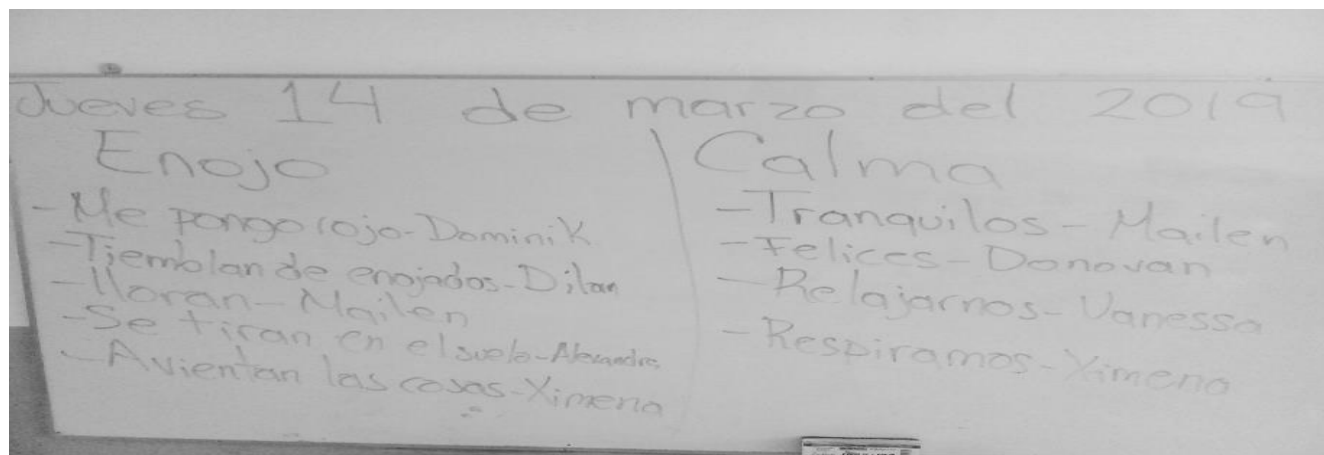 Jueves 14 de marzo del 2019
Enojo
- Me pongo rojo - Dominik
- Tiemblan de enojados - Dilan
- lloran - Mailen
- Se tiran en el suelo - Alexandra
- Avientan las cosas - Ximena
Calma
- Tranquilos - Mailen
- Felices - Donovan
- Relajarnos - Vanessa
- Respiramos - Ximena